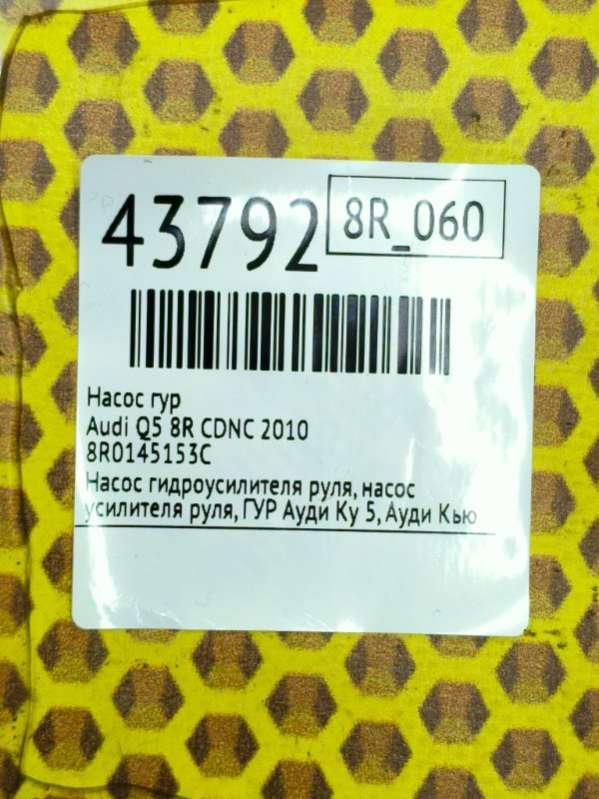 43792
8R_060
Насос гур
Audi Q5 8R CDNC 2010
8R0145153C
Насос гидроусилителя руля, насос
усилителя руля, ГУР Ауди Ку 5, Ауди Кью